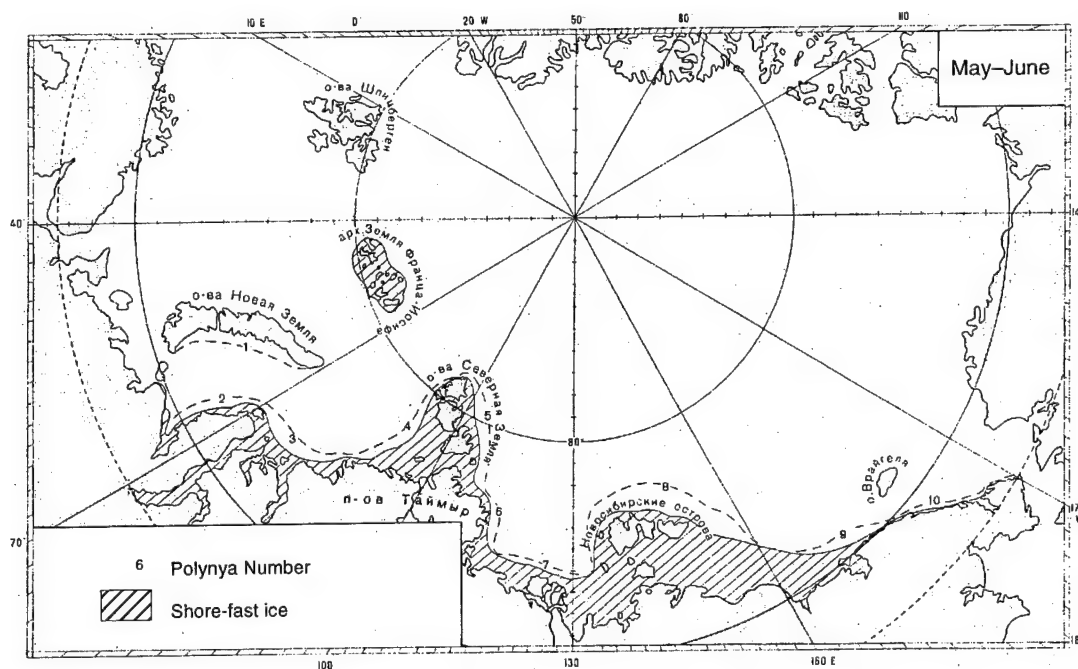 10 E 0° 20 W 50° 80° 110
May–June
о-ва Шпицберген
40
арх. Земля Франца-Иосифа
о-ва Новая Земля
1
о-ва Северная Земля
2
3
4
5
80
8
о. Врангеля
п-ов Таймыр
6
Новосибирские острова
10
9
7
70
6 Polynya Number
Shore-fast ice
100 130 160 E